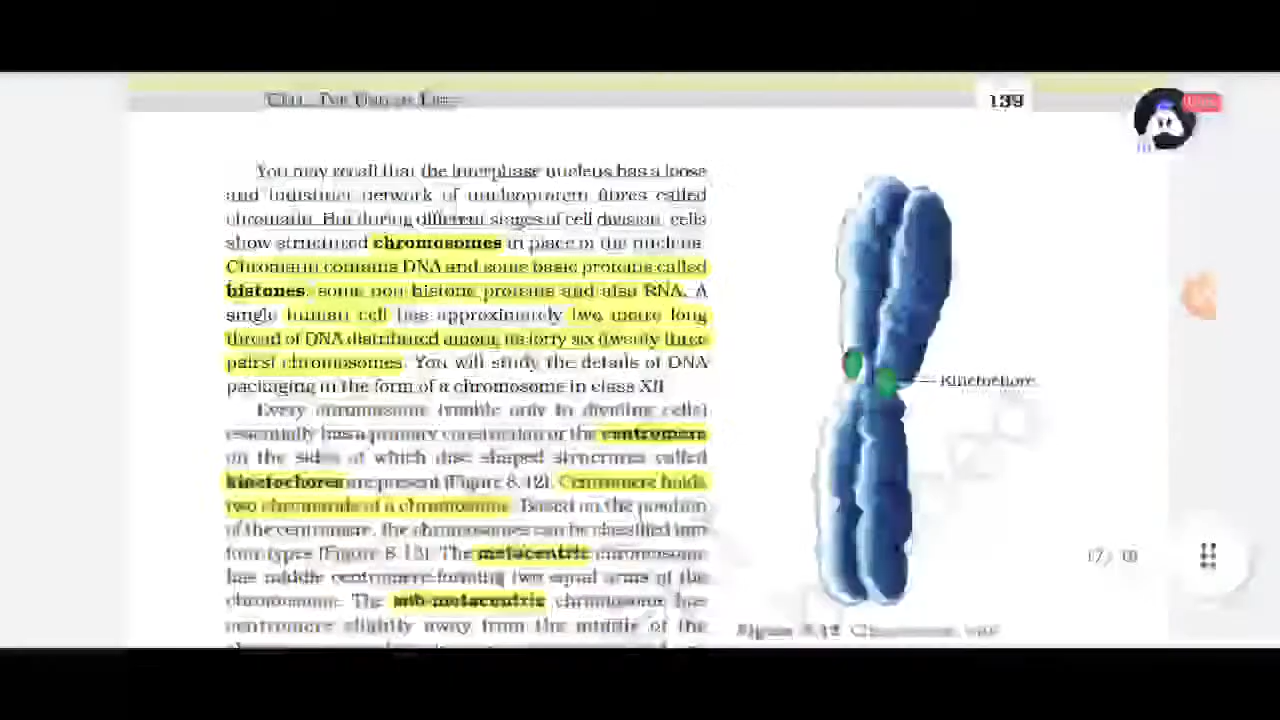 Cell : The Unit of Life
139
You may recall that the interphase nucleus has a loose
and indistinct network of nucleoprotein fibres called
chromatin. But during different stages of cell division, cells
show structured chromosomes in place of the nucleus.
Chromatin contains DNA and some basic proteins called
histones, some non-histone proteins and also RNA. A
single human cell has approximately two metre long
thread of DNA distributed among its forty six (twenty three
pairs) chromosomes. You will study the details of DNA
packaging in the form of a chromosome in class XII.
Every chromosome (visible only in dividing cells)
essentially has a primary constriction or the centromere
on the sides of which disc shaped structures called
kinetochores are present (Figure 8.12). Centromere holds
two chromatids of a chromosome. Based on the position
of the centromere, the chromosomes can be classified into
four types (Figure 8.13). The metacentric chromosome
has middle centromere forming two equal arms of the
chromosome. The sub-metacentric chromosome has
centromere slightly away from the middle of the
Kinetochore
17/18
Figure 8.12 Chromosome with